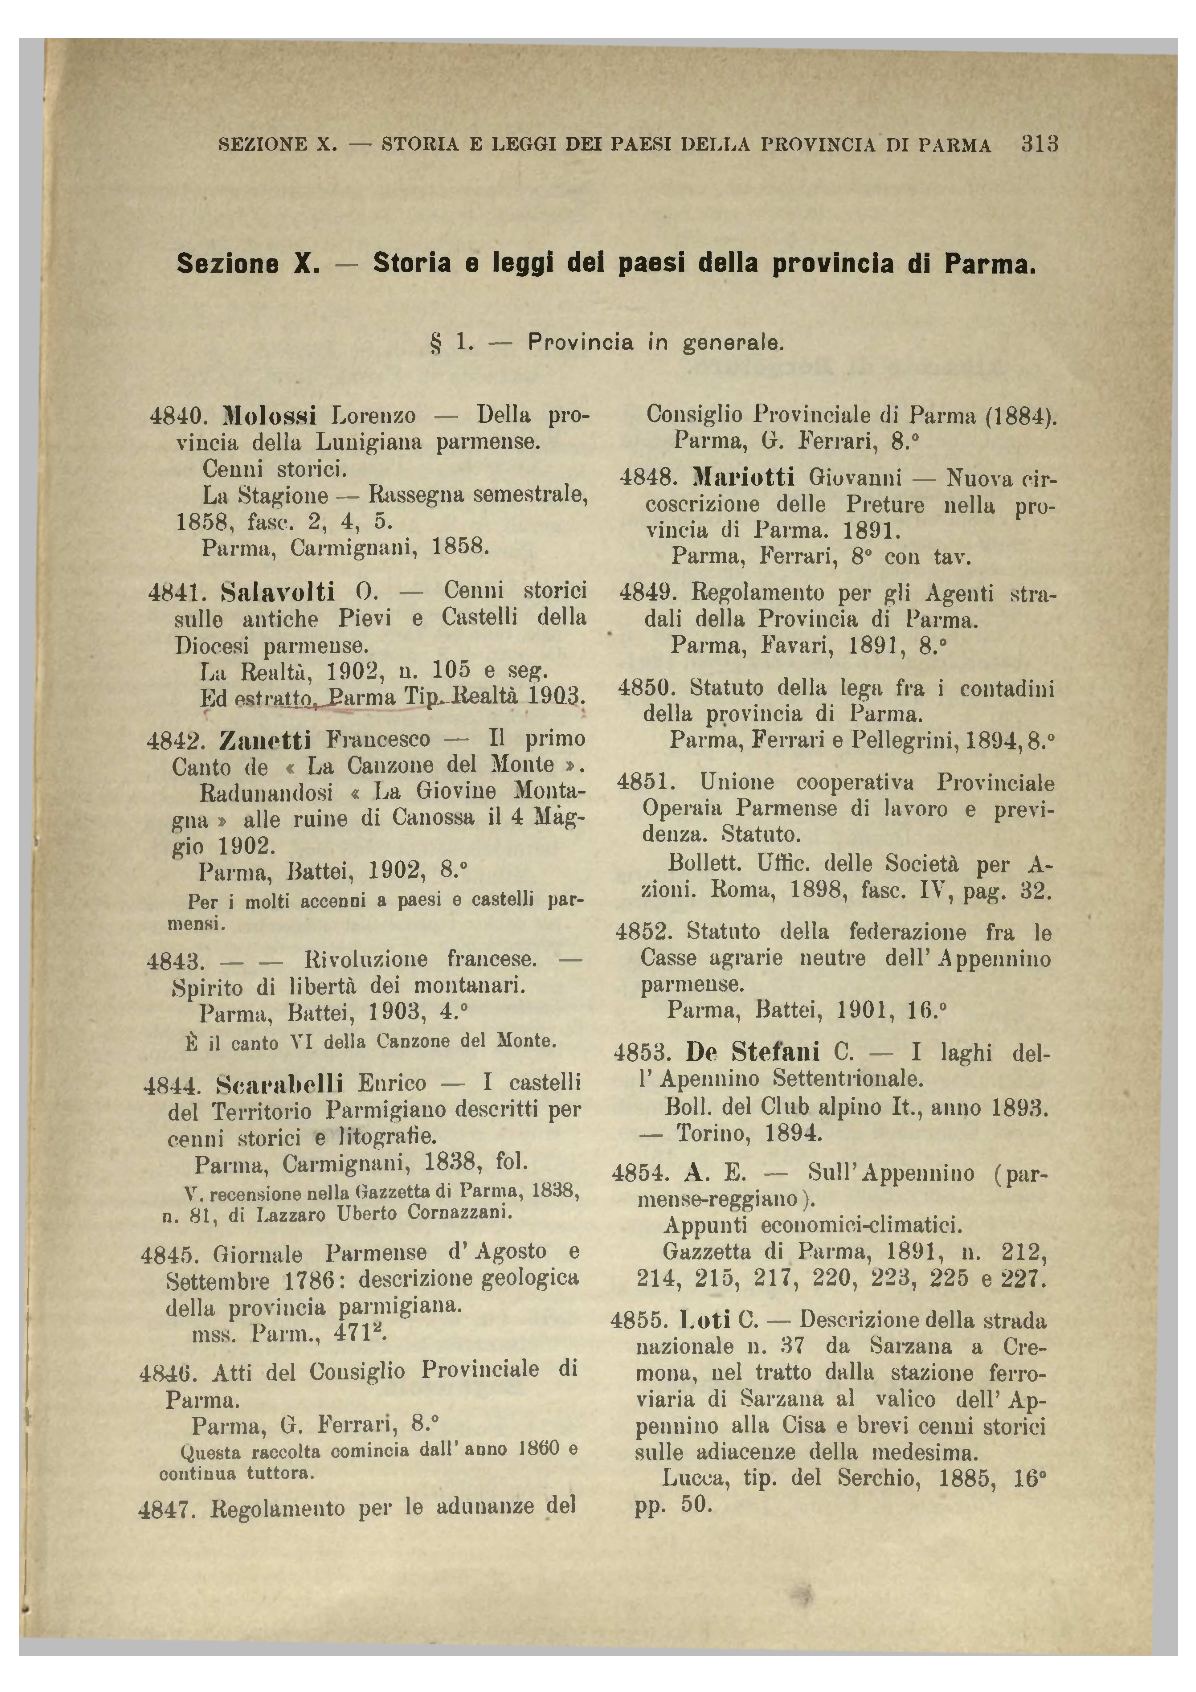 SEZIONE X. — STORIA E LEGGI DEI PAESI DELLA PROVINCIA DI PARMA 313
Sezione X. — Storia e leggi dei paesi della provincia di Parma.
§ 1. — Provincia in generale.
4840. Molossi Lorenzo — Della pro-
vincia della Lunigiana parmense.
Cenni storici.
La Stagione — Rassegna semestrale,
1858, fasc. 2, 4, 5.
Parma, Carmignani, 1858.
4841. Salavolti O. — Cenni storici
sulle antiche Pievi e Castelli della
Diocesi parmense.
La Realtà, 1902, n. 105 e seg.
Ed estratto, Parma Tip. Realtà 1903.
4842. Zanetti Francesco — Il primo
Canto de « La Canzone del Monte ».
Radunandosi « La Giovine Monta-
gna » alle ruine di Canossa il 4 Mag-
gio 1902.
Parma, Battei, 1902, 8.º
Per i molti accenni a paesi e castelli par-
mensi.
4843. — — Rivoluzione francese. —
Spirito di libertà dei montanari.
Parma, Battei, 1903, 4.º
È il canto VI della Canzone del Monte.
4844. Scarabelli Enrico — I castelli
del Territorio Parmigiano descritti per
cenni storici e litografie.
Parma, Carmignani, 1838, fol.
V. recensione nella Gazzetta di Parma, 1838,
n. 81, di Lazzaro Uberto Cornazzani.
4845. Giornale Parmense d' Agosto e
Settembre 1786: descrizione geologica
della provincia parmigiana.
mss. Parm., 471².
4846. Atti del Consiglio Provinciale di
Parma.
Parma, G. Ferrari, 8.º
Questa raccolta comincia dall' anno 1860 e
continua tuttora.
4847. Regolamento per le adunanze del
Consiglio Provinciale di Parma (1884).
Parma, G. Ferrari, 8.º
4848. Mariotti Giovanni — Nuova cir-
coscrizione delle Preture nella pro-
vincia di Parma. 1891.
Parma, Ferrari, 8º con tav.
4849. Regolamento per gli Agenti stra-
dali della Provincia di Parma.
Parma, Favari, 1891, 8.º
4850. Statuto della lega fra i contadini
della provincia di Parma.
Parma, Ferrari e Pellegrini, 1894, 8.º
4851. Unione cooperativa Provinciale
Operaia Parmense di lavoro e previ-
denza. Statuto.
Bollett. Uffic. delle Società per A-
zioni. Roma, 1898, fasc. IV, pag. 32.
4852. Statuto della federazione fra le
Casse agrarie neutre dell' Appennino
parmense.
Parma, Battei, 1901, 16.º
4853. De Stefani C. — I laghi del-
l' Apennino Settentrionale.
Boll. del Club alpino It., anno 1893.
— Torino, 1894.
4854. A. E. — Sull' Appennino (par-
mense-reggiano).
Appunti economici-climatici.
Gazzetta di Parma, 1891, n. 212,
214, 215, 217, 220, 223, 225 e 227.
4855. Loti C. — Descrizione della strada
nazionale n. 37 da Sarzana a Cre-
mona, nel tratto dalla stazione ferro-
viaria di Sarzana al valico dell' Ap-
pennino alla Cisa e brevi cenni storici
sulle adiacenze della medesima.
Lucca, tip. del Serchio, 1885, 16º
pp. 50.